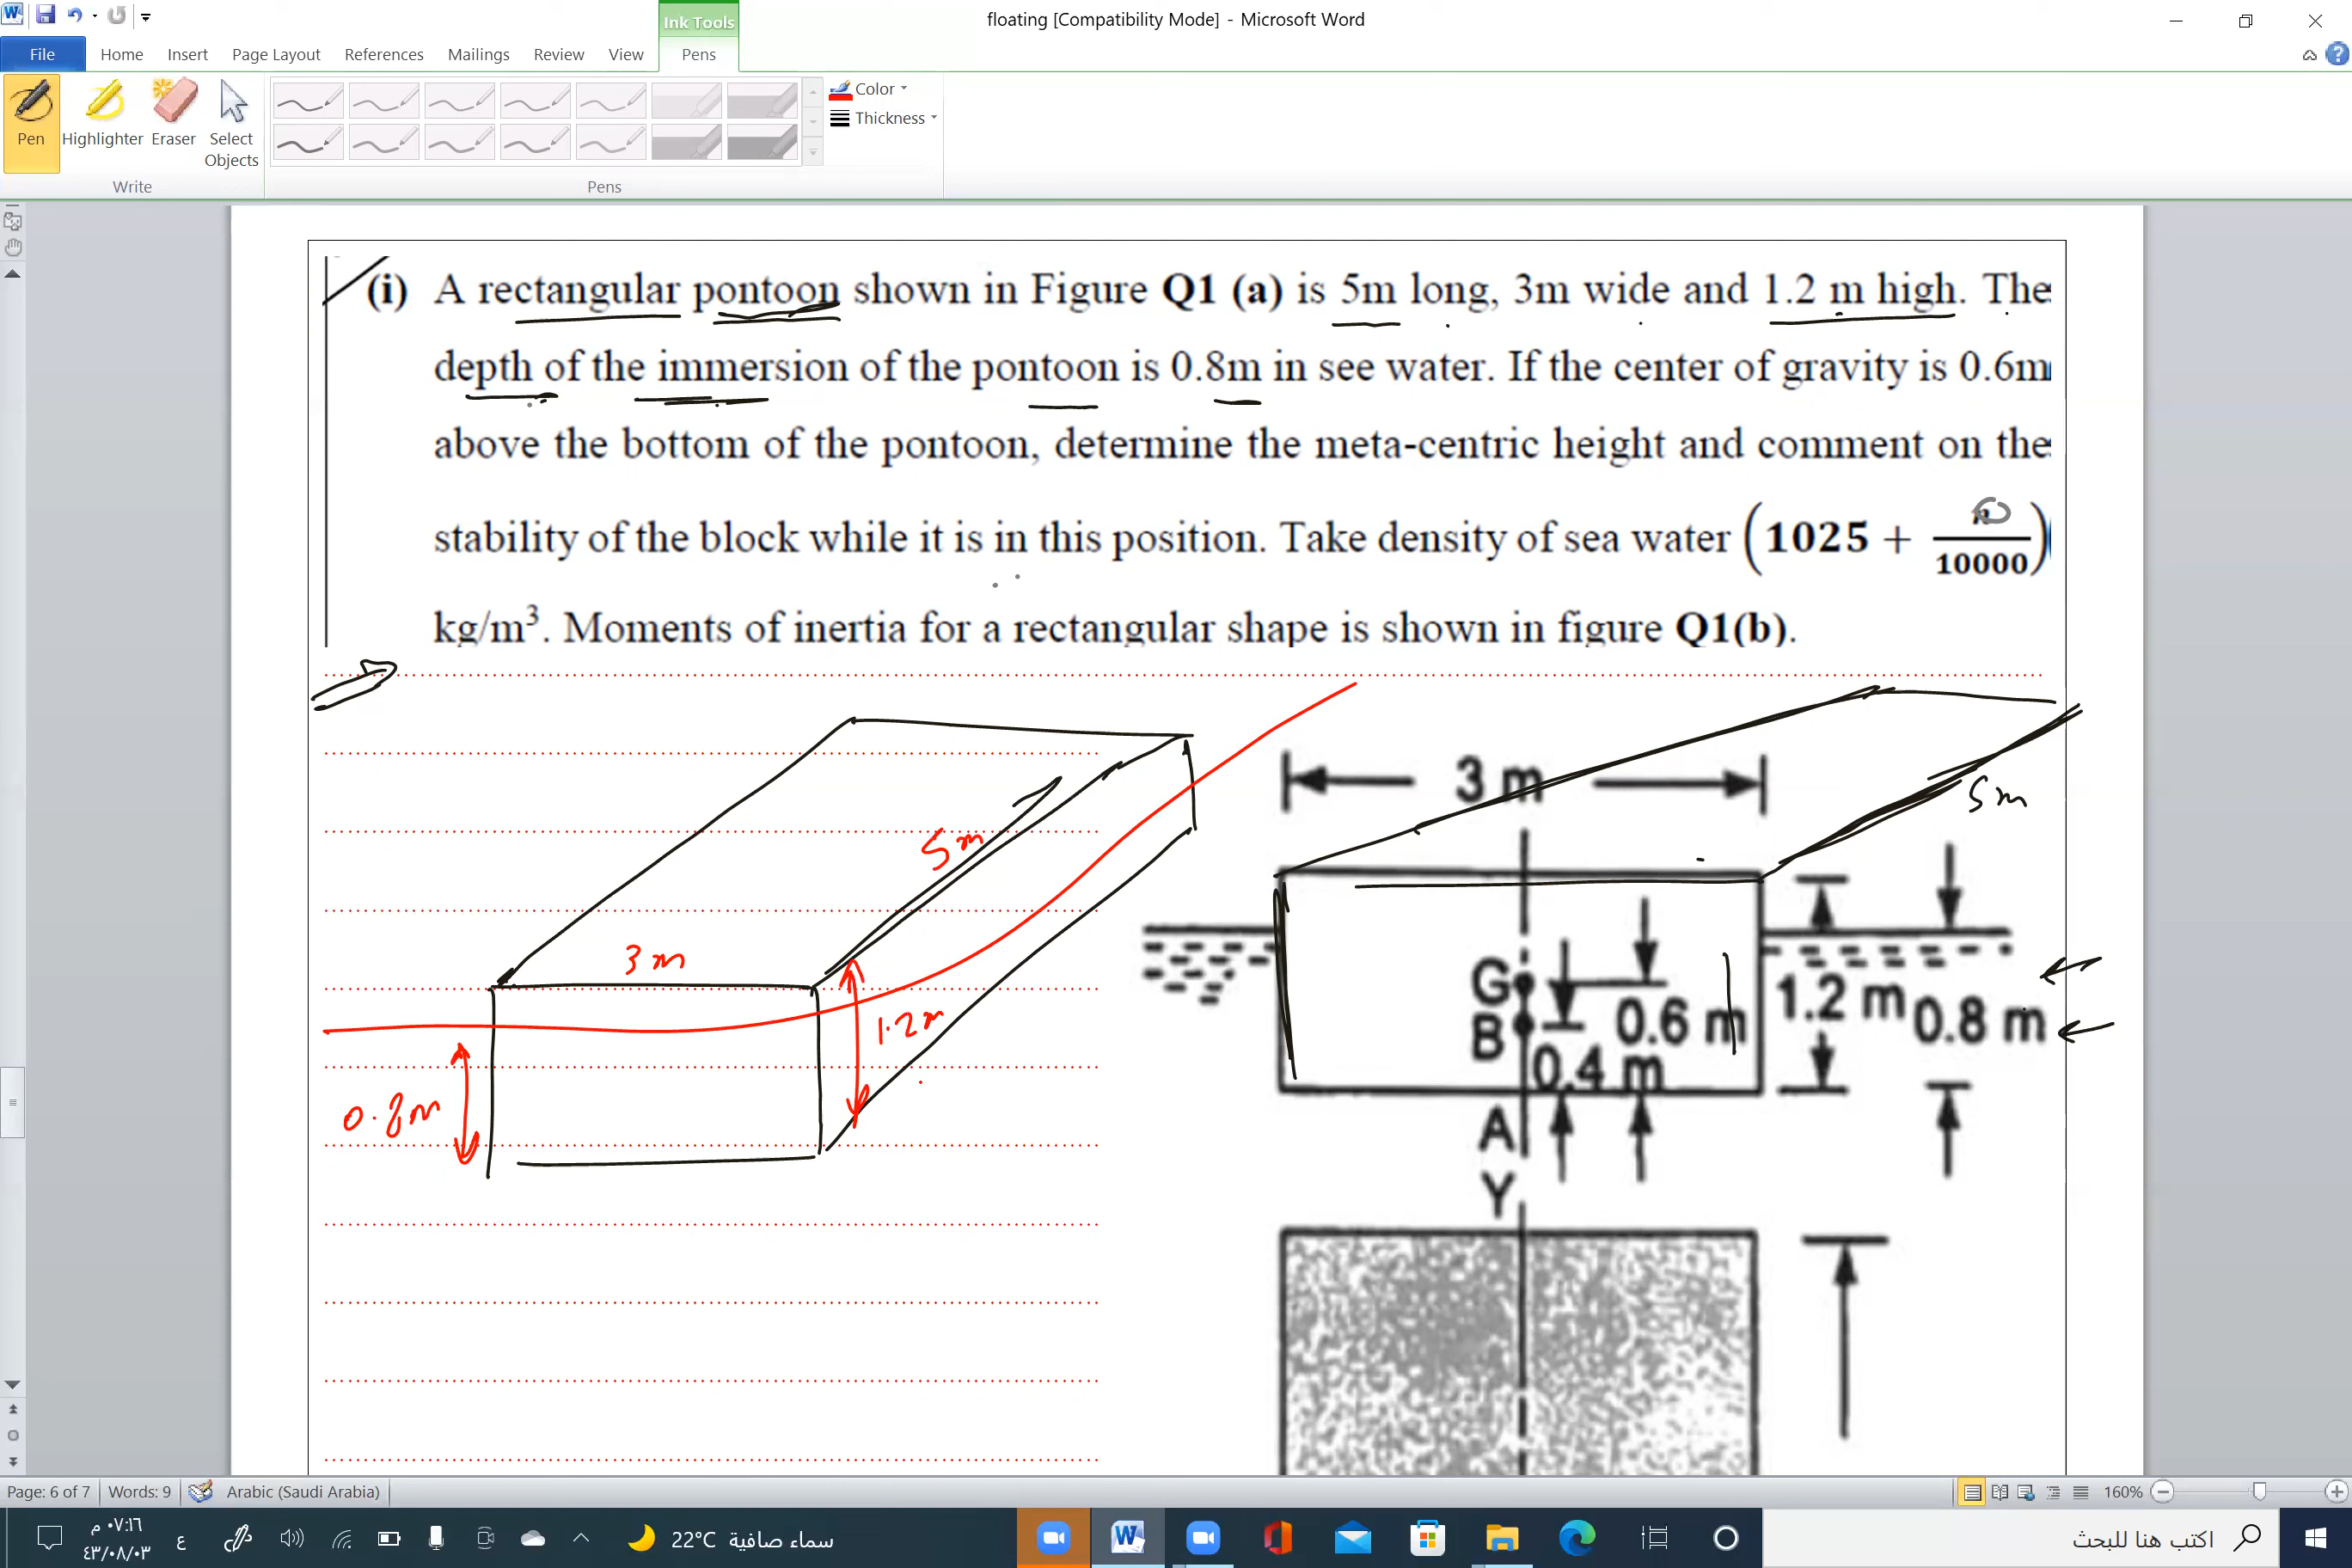 floating [Compatibility Mode] - Microsoft Word
Ink Tools
File Home Insert Page Layout References Mailings Review View Pens
Pen Highlighter Eraser Select Objects
Color
Thickness
Write
Pens
(i) A rectangular pontoon shown in Figure Q1 (a) is 5m long, 3m wide and 1.2 m high. The
depth of the immersion of the pontoon is 0.8m in see water. If the center of gravity is 0.6m
above the bottom of the pontoon, determine the meta-centric height and comment on the
stability of the block while it is in this position. Take density of sea water (1025 + /10000)
kg/m³. Moments of inertia for a rectangular shape is shown in figure Q1(b).
3 m
5m
5m
3 m
1.2m
0.8m
G
B
0.6 m
0.4 m
1.2 m
0.8 m
A
Y
Page: 6 of 7 Words: 9 Arabic (Saudi Arabia) 160%
٠٧:١٦ م
٤٣/٠٨/٠٣
ع
22°C سماء صافية
اكتب هنا للبحث